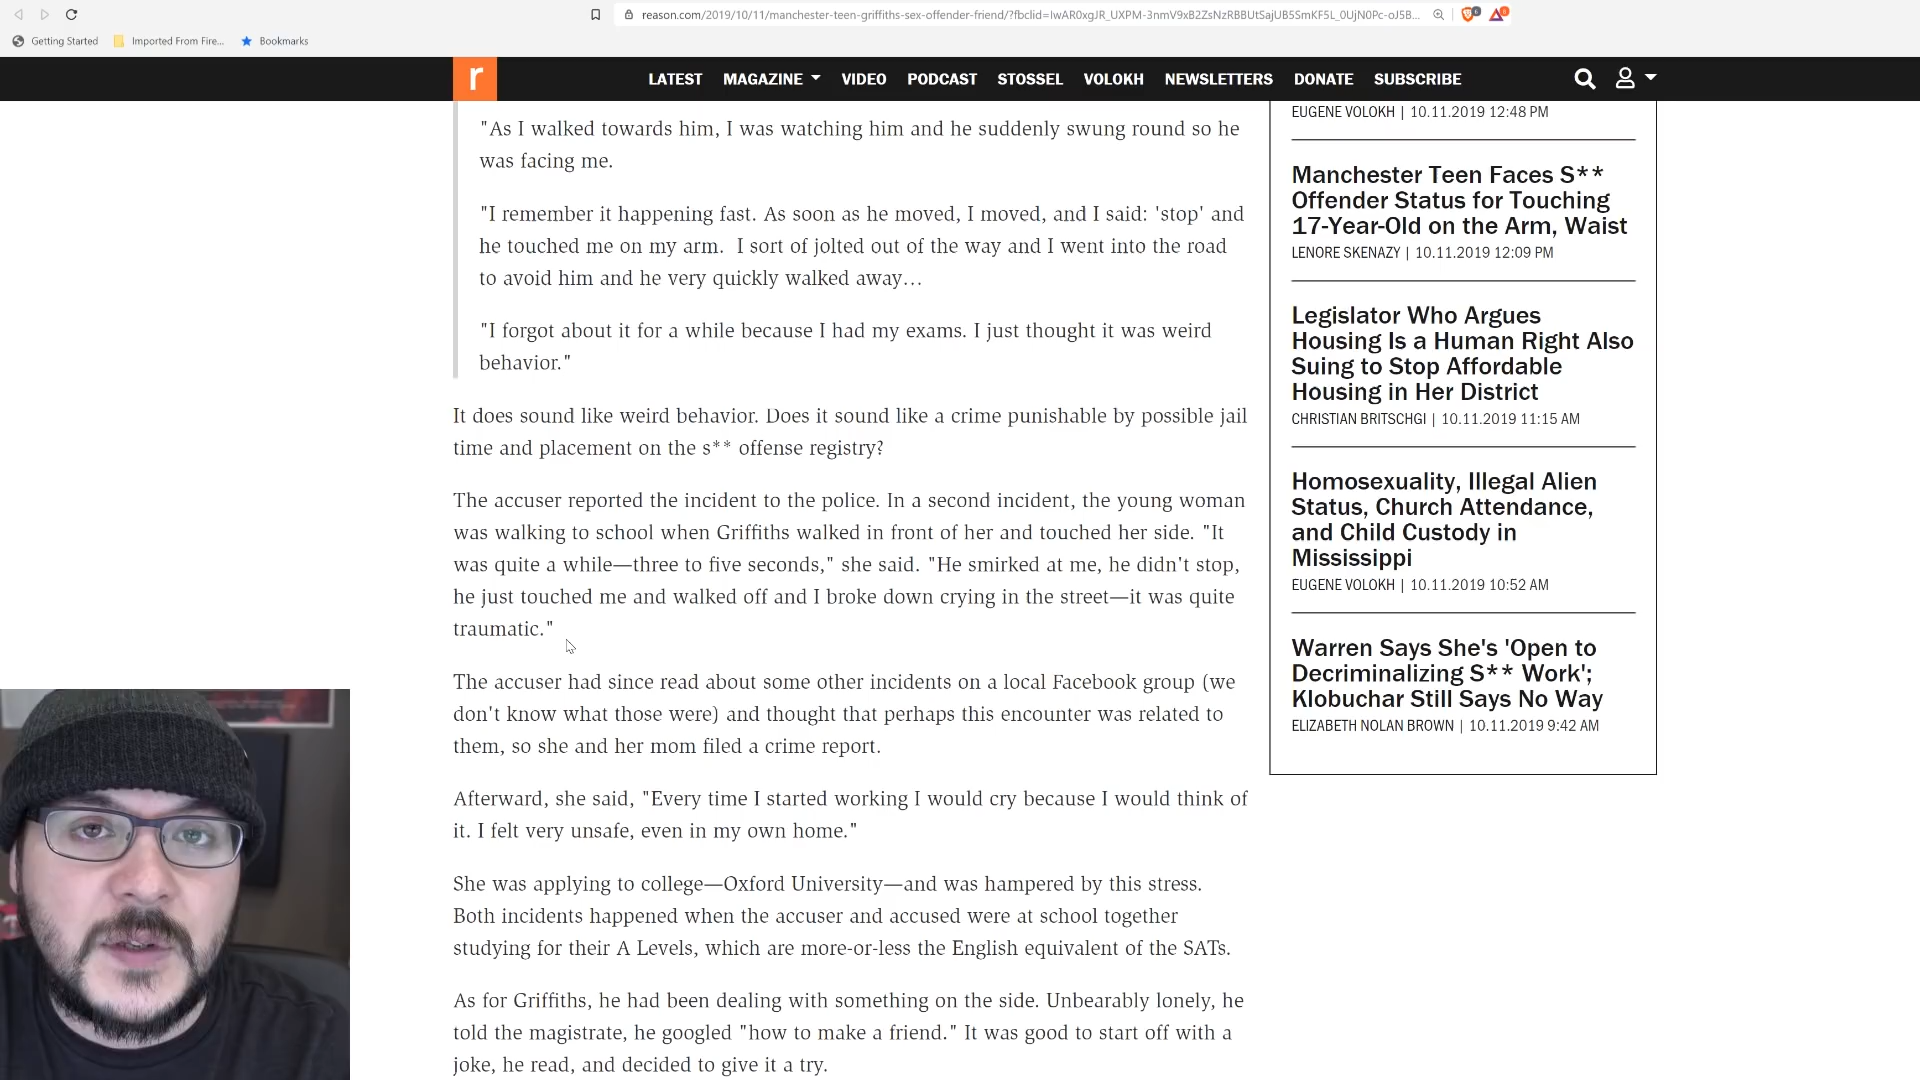 reason.com/2019/10/11/manchester-teen-griffiths-sex-offender-friend/?fbclid=IwAR0xgJR_UXPM-3nmV9xB2ZsNzRBBUtSajUB5SmKF5L_0UjN0Pc-oJ5B...
Getting Started
Imported From Fire...
Bookmarks
r
LATEST MAGAZINE VIDEO PODCAST STOSSEL VOLOKH NEWSLETTERS DONATE SUBSCRIBE
"As I walked towards him, I was watching him and he suddenly swung round so he
was facing me.
"I remember it happening fast. As soon as he moved, I moved, and I said: 'stop' and
he touched me on my arm. I sort of jolted out of the way and I went into the road
to avoid him and he very quickly walked away…
"I forgot about it for a while because I had my exams. I just thought it was weird
behavior."
It does sound like weird behavior. Does it sound like a crime punishable by possible jail
time and placement on the s** offense registry?
The accuser reported the incident to the police. In a second incident, the young woman
was walking to school when Griffiths walked in front of her and touched her side. "It
was quite a while—three to five seconds," she said. "He smirked at me, he didn't stop,
he just touched me and walked off and I broke down crying in the street—it was quite
traumatic."
The accuser had since read about some other incidents on a local Facebook group (we
don't know what those were) and thought that perhaps this encounter was related to
them, so she and her mom filed a crime report.
Afterward, she said, "Every time I started working I would cry because I would think of
it. I felt very unsafe, even in my own home."
She was applying to college—Oxford University—and was hampered by this stress.
Both incidents happened when the accuser and accused were at school together
studying for their A Levels, which are more-or-less the English equivalent of the SATs.
As for Griffiths, he had been dealing with something on the side. Unbearably lonely, he
told the magistrate, he googled "how to make a friend." It was good to start off with a
joke, he read, and decided to give it a try.
EUGENE VOLOKH | 10.11.2019 12:48 PM
Manchester Teen Faces S**
Offender Status for Touching
17-Year-Old on the Arm, Waist
LENORE SKENAZY | 10.11.2019 12:09 PM
Legislator Who Argues
Housing Is a Human Right Also
Suing to Stop Affordable
Housing in Her District
CHRISTIAN BRITSCHGI | 10.11.2019 11:15 AM
Homosexuality, Illegal Alien
Status, Church Attendance,
and Child Custody in
Mississippi
EUGENE VOLOKH | 10.11.2019 10:52 AM
Warren Says She's 'Open to
Decriminalizing S** Work';
Klobuchar Still Says No Way
ELIZABETH NOLAN BROWN | 10.11.2019 9:42 AM